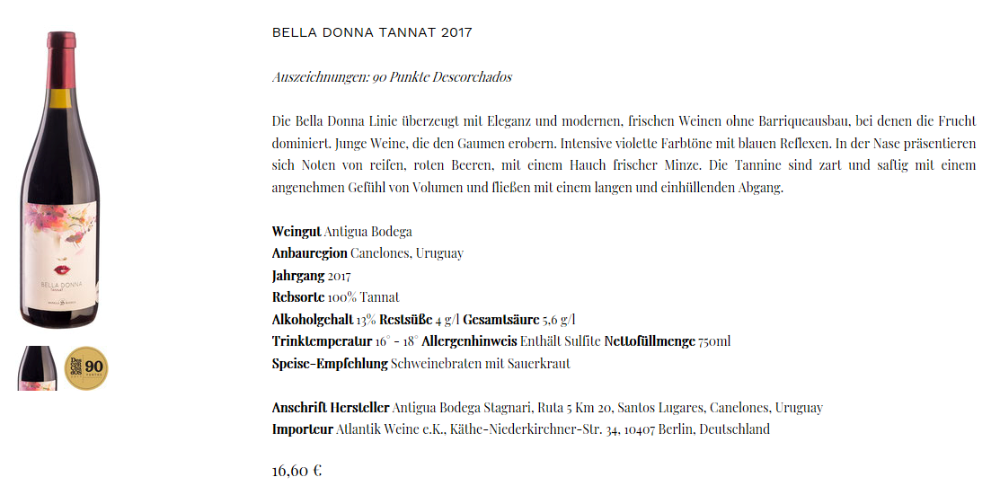 BELLA DONNA TANNAT 2017
Auszeichnungen: 90 Punkte Descorchados
Die Bella Donna Linie überzeugt mit Eleganz und modernen, frischen Weinen ohne Barriqueausbau, bei denen die Frucht
dominiert. Junge Weine, die den Gaumen erobern. Intensive violette Farbtöne mit blauen Reflexen. In der Nase präsentieren
sich Noten von reifen, roten Beeren, mit einem Hauch frischer Minze. Die Tannine sind zart und saftig mit einem
angenehmen Gefühl von Volumen und fließen mit einem langen und einhüllenden Abgang.
Weingut Antigua Bodega
Anbauregion Canelones, Uruguay
Jahrgang 2017
Rebsorte 100% Tannat
Alkoholgehalt 13% Restsüße 4 g/l Gesamtsäure 5,6 g/l
Trinktemperatur 16° - 18° Allergenhinweis Enthält Sulfite Nettofüllmenge 750ml
Speise-Empfehlung Schweinebraten mit Sauerkraut
Anschrift Hersteller Antigua Bodega Stagnari, Ruta 5 Km 20, Santos Lugares, Canelones, Uruguay
Importeur Atlantik Weine e.K., Käthe-Niederkirchner-Str. 34, 10407 Berlin, Deutschland
16,60 €
BELLA DONNA
TANNAT
Des
corc
ha
dos
90